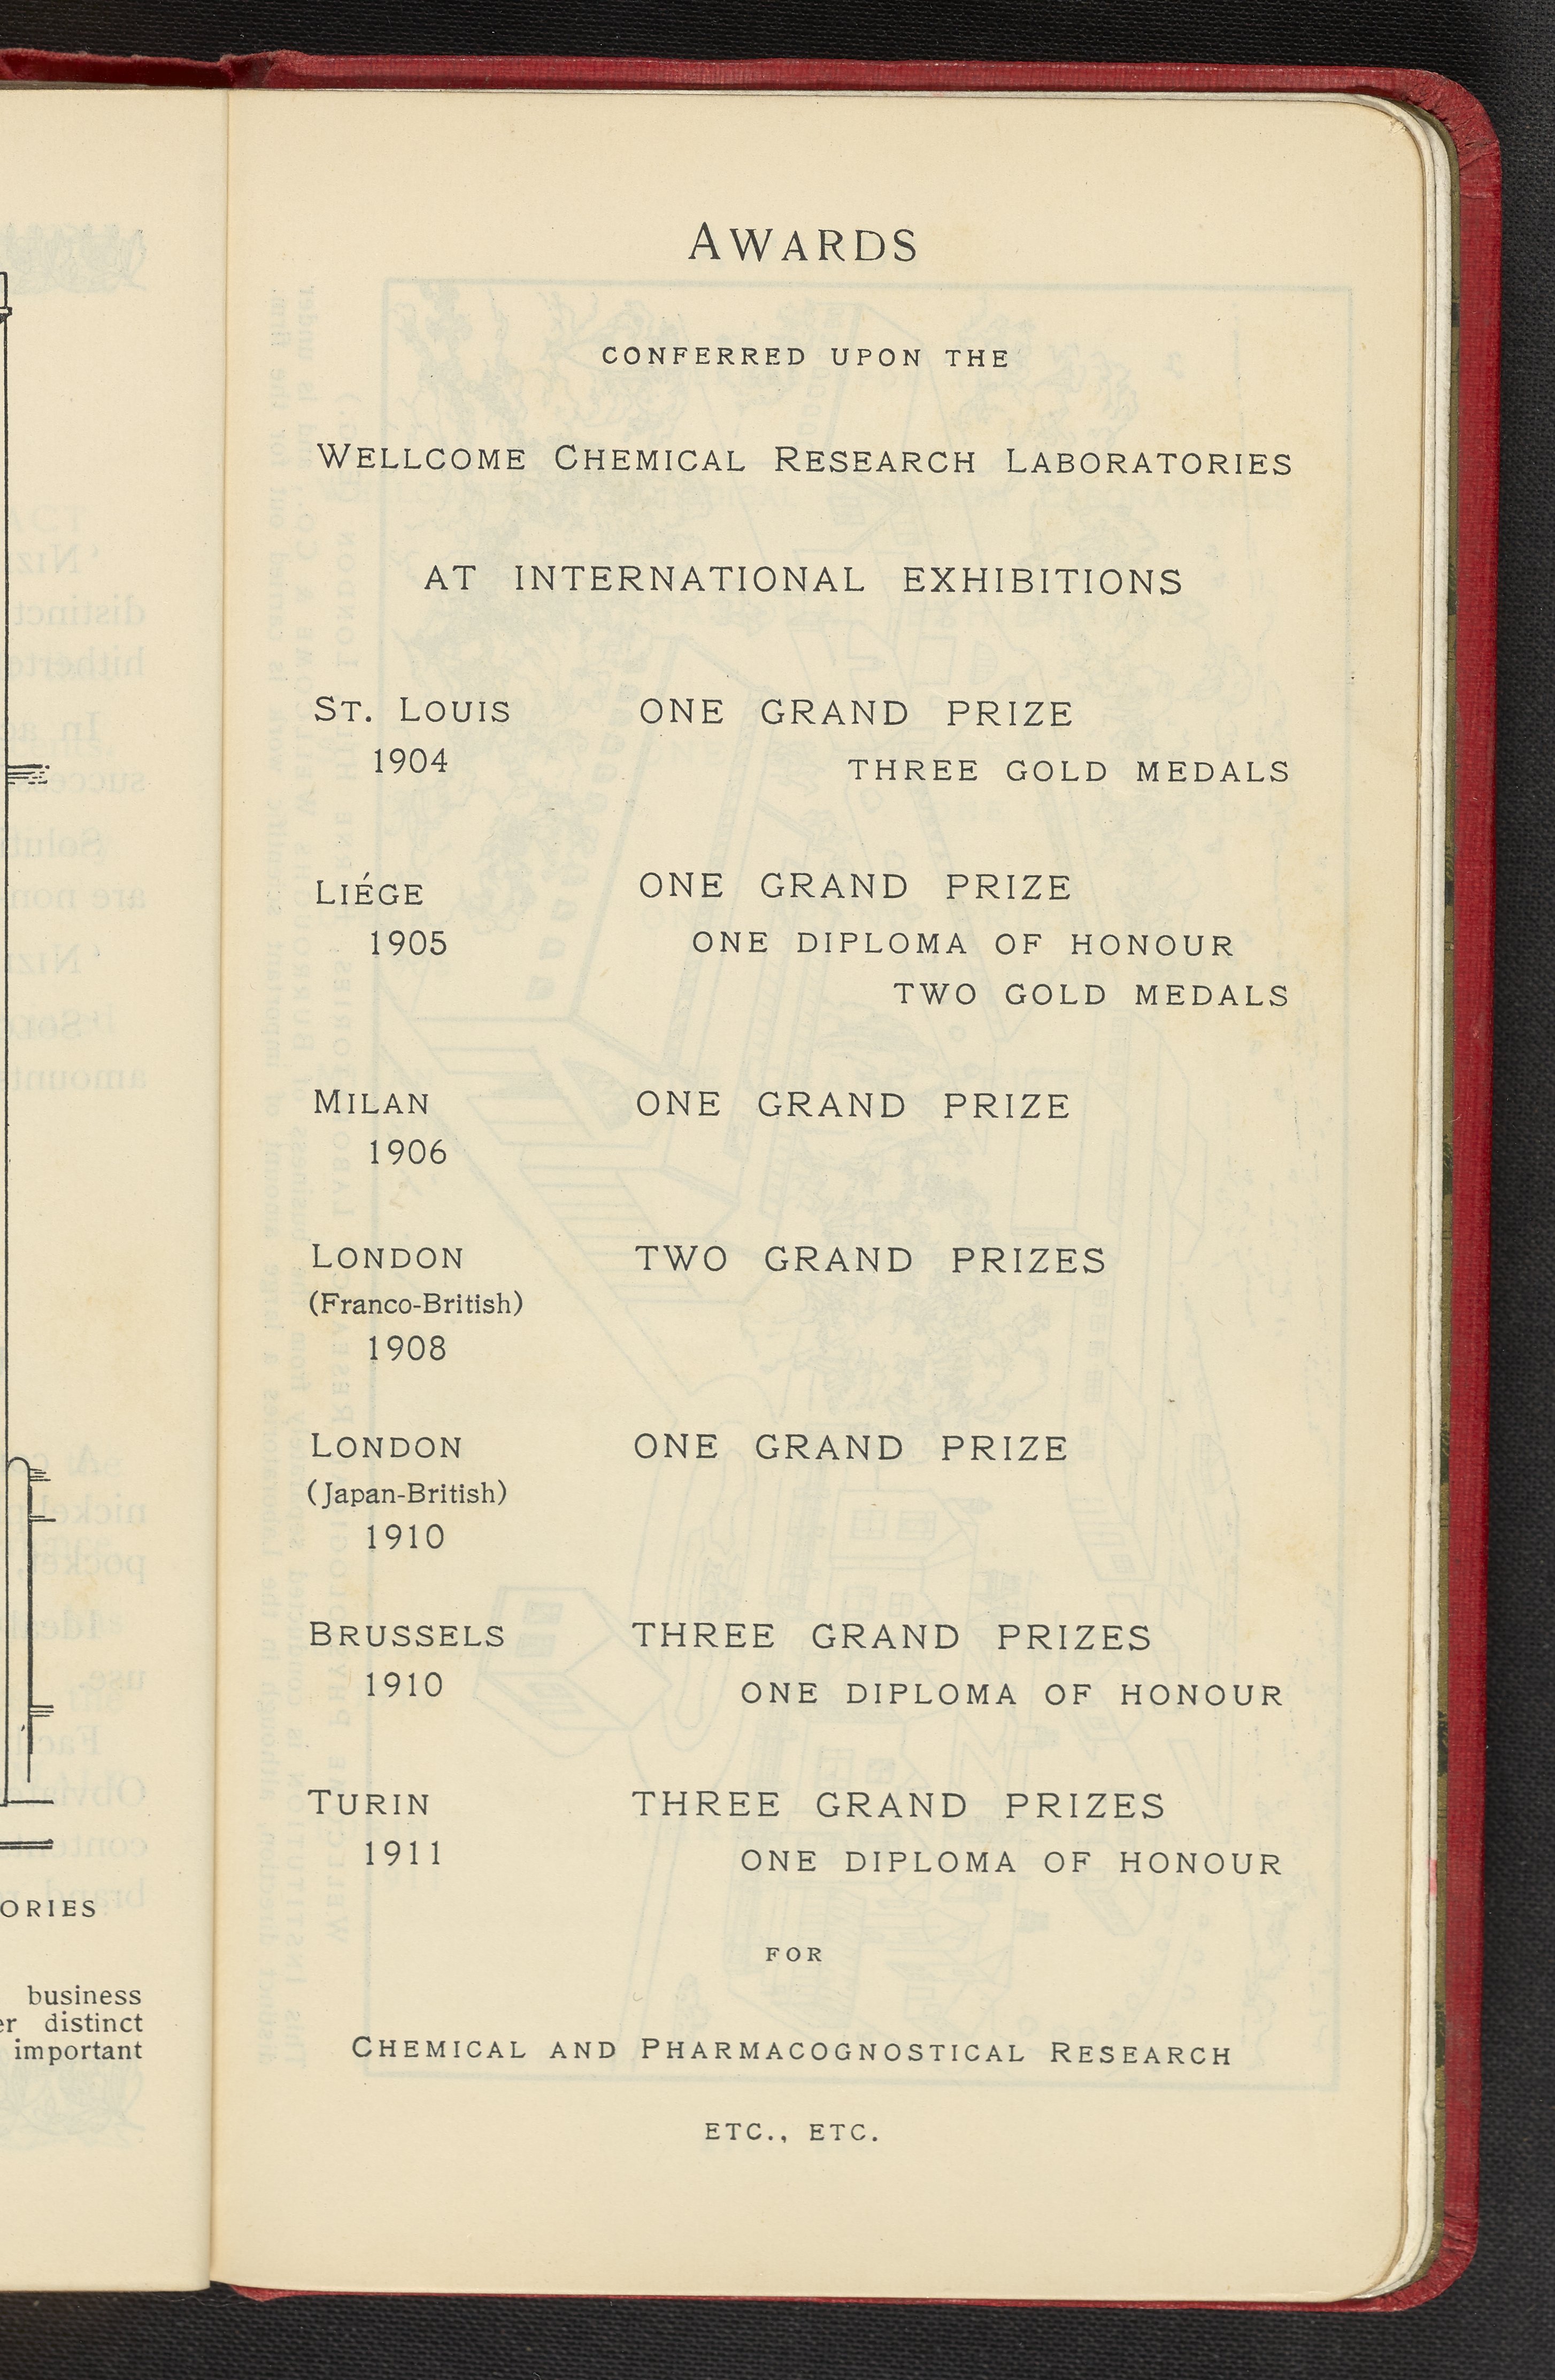 AWARDS
CONFERRED UPON THE
WELLCOME CHEMICAL RESEARCH LABORATORIES
AT INTERNATIONAL EXHIBITIONS
ST. LOUIS ONE GRAND PRIZE
1904 THREE GOLD MEDALS
LIÉGE ONE GRAND PRIZE
1905 ONE DIPLOMA OF HONOUR
TWO GOLD MEDALS
MILAN ONE GRAND PRIZE
1906
LONDON TWO GRAND PRIZES
(Franco-British)
1908
LONDON ONE GRAND PRIZE
(Japan-British)
1910
BRUSSELS THREE GRAND PRIZES
1910 ONE DIPLOMA OF HONOUR
TURIN THREE GRAND PRIZES
1911 ONE DIPLOMA OF HONOUR
FOR
CHEMICAL AND PHARMACOGNOSTICAL RESEARCH
ETC., ETC.
ORIES
business
distinct
important